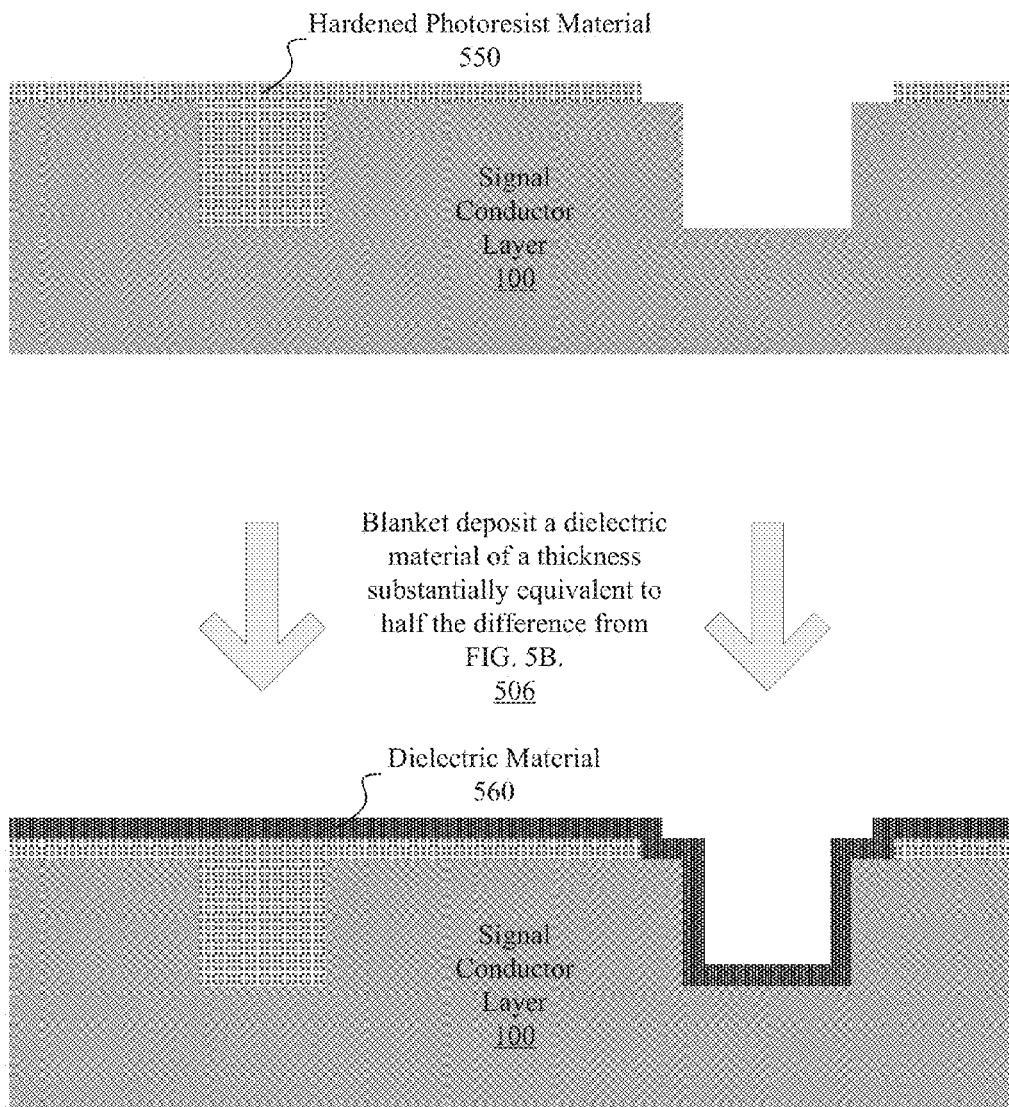 Hardened Photoresist Material
550
Signal
Conductor
Layer
100
Blanket deposit a dielectric
material of a thickness
substantially equivalent to
half the difference from
FIG. 5B.
506
Dielectric Material
560
Signal
Conductor
Layer
100